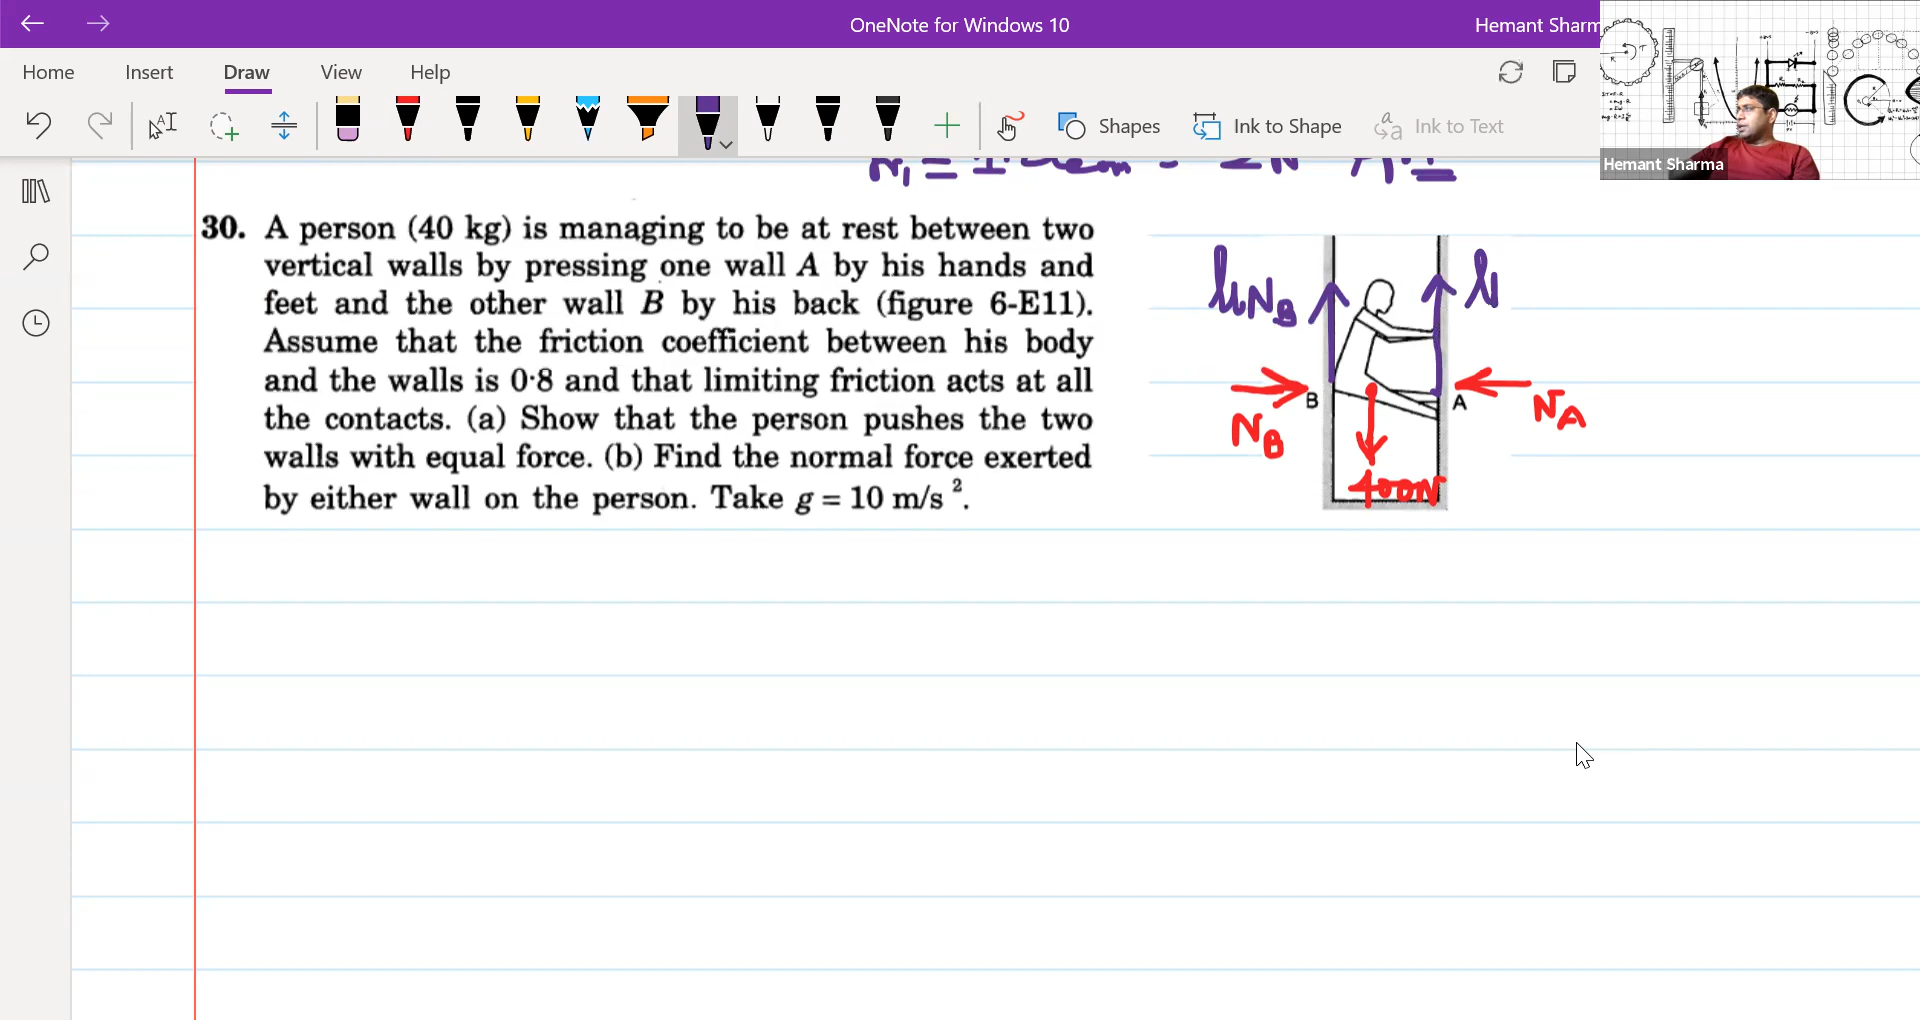 OneNote for Windows 10
Hemant Sharm
Home Insert Draw View Help
Shapes Ink to Shape Ink to Text
Hemant Sharma
30. A person (40 kg) is managing to be at rest between two
vertical walls by pressing one wall A by his hands and
feet and the other wall B by his back (figure 6-E11).
Assume that the friction coefficient between his body
and the walls is 0·8 and that limiting friction acts at all
the contacts. (a) Show that the person pushes the two
walls with equal force. (b) Find the normal force exerted
by either wall on the person. Take g = 10 m/s².
μNB
B
A
NB
NA
400N